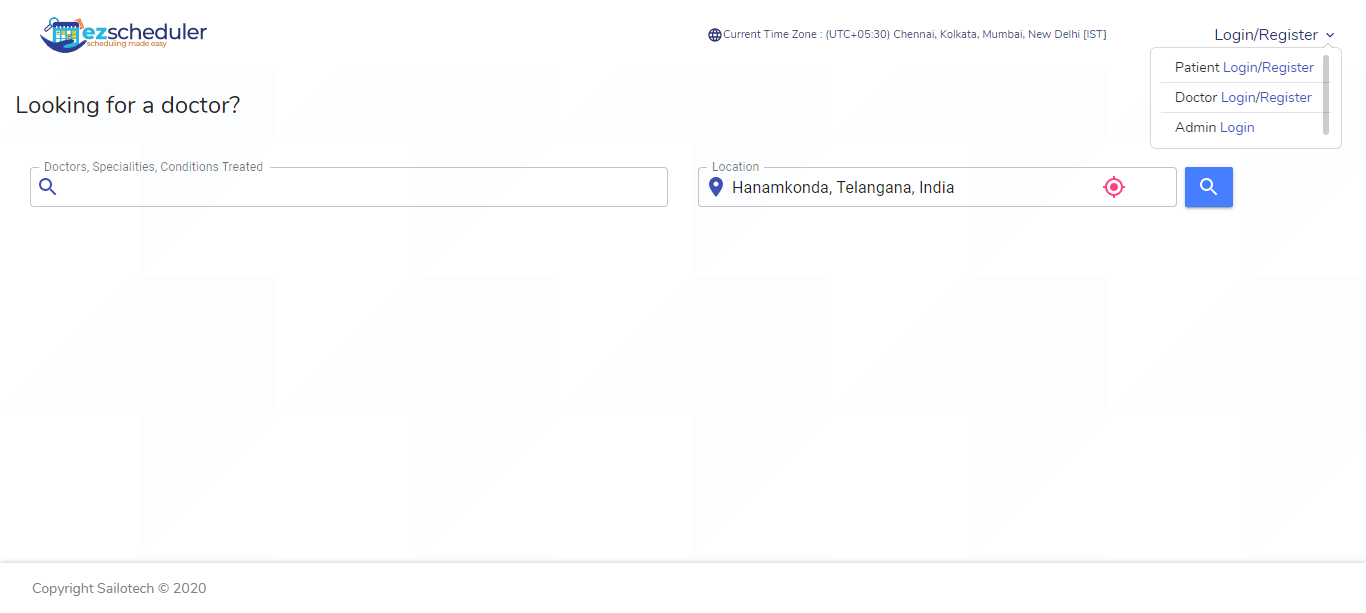 ezscheduler
scheduling made easy
Current Time Zone : (UTC+05:30) Chennai, Kolkata, Mumbai, New Delhi [IST]
Login/Register
Patient Login/Register
Doctor Login/Register
Admin Login
Looking for a doctor?
Doctors, Specialities, Conditions Treated
Location
Hanamkonda, Telangana, India
Copyright Sailotech © 2020